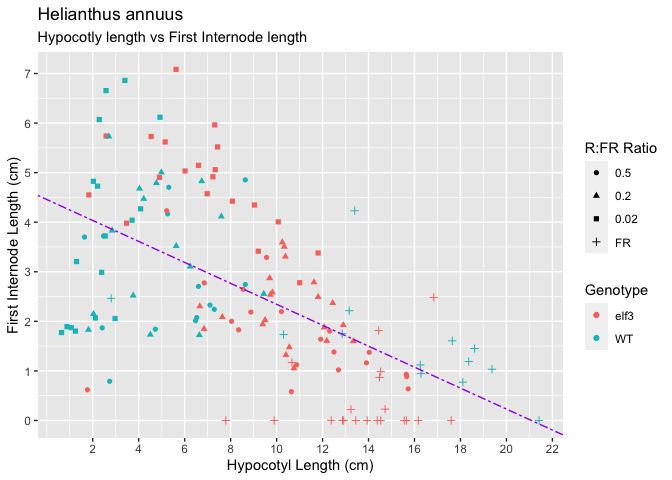 Helianthus annuus
Hypocotly length vs First Internode length
First Internode Length (cm)
7
6
5
4
3
2
1
0
2 4 6 8 10 12 14 16 18 20 22
Hypocotyl Length (cm)
R:FR Ratio
0.5
0.2
0.02
FR
Genotype
elf3
WT